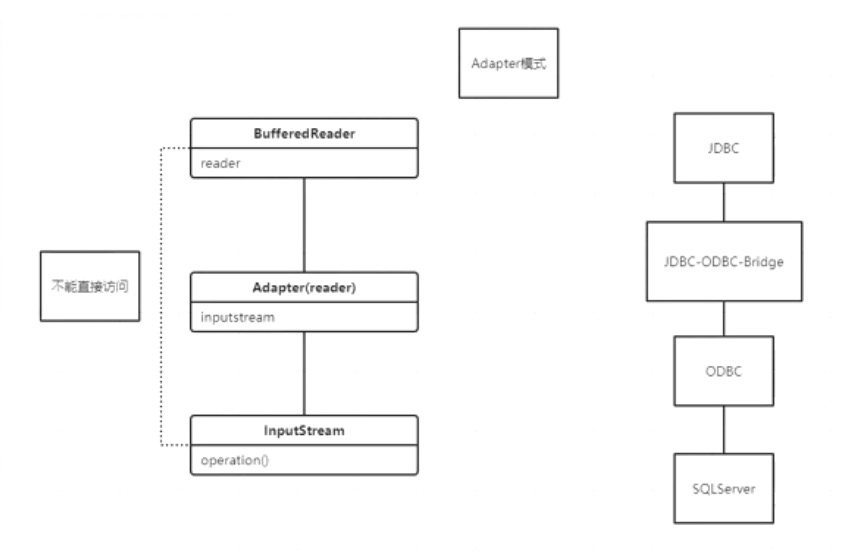 Adapter模式
BufferedReader
reader
不能直接访问
Adapter(reader)
inputstream
InputStream
operation()
JDBC
JDBC-ODBC-Bridge
ODBC
SQLServer